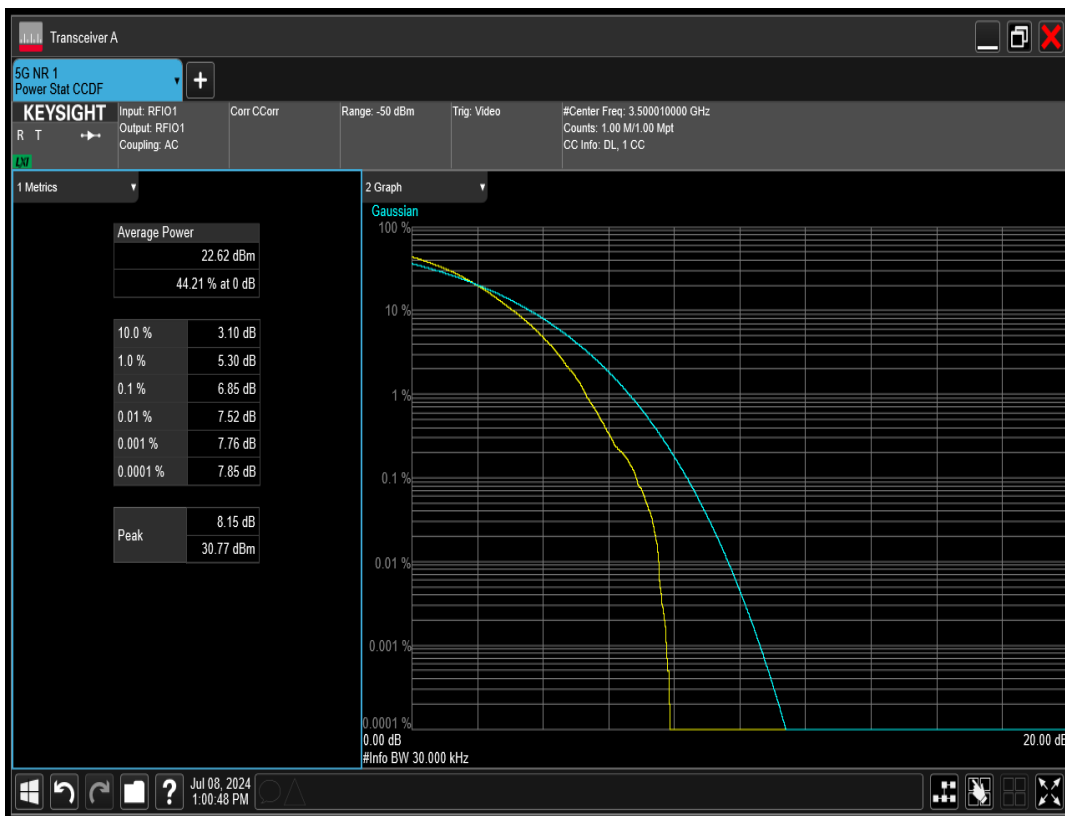 Transceiver A
5G NR 1
Power Stat CCDF
+
KEYSIGHT
R T
LXI
Input: RFIO1
Output: RFIO1
Coupling: AC
Corr CCorr
Range: -50 dBm
Trig: Video
#Center Freq: 3.500010000 GHz
Counts: 1.00 M/1.00 Mpt
CC Info: DL, 1 CC
1 Metrics
Average Power
22.62 dBm
44.21 % at 0 dB
10.0 % 3.10 dB
1.0 % 5.30 dB
0.1 % 6.85 dB
0.01 % 7.52 dB
0.001 % 7.76 dB
0.0001 % 7.85 dB
Peak
8.15 dB
30.77 dBm
2 Graph
Gaussian
100 %
10 %
1 %
0.1 %
0.01 %
0.001 %
0.0001 %
0.00 dB 20.00 dB
#Info BW 30.000 kHz
?
Jul 08, 2024
1:00:48 PM